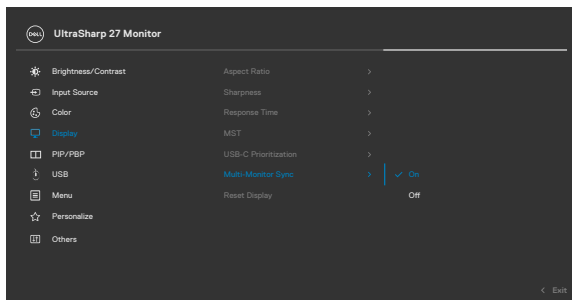 DELL UltraSharp 27 Monitor
Brightness/Contrast
Input Source
Color
Display
PIP/PBP
USB
Menu
Personalize
Others
Aspect Ratio
Sharpness
Response Time
MST
USB-C Prioritization
Multi-Monitor Sync
Reset Display
On
Off
Exit